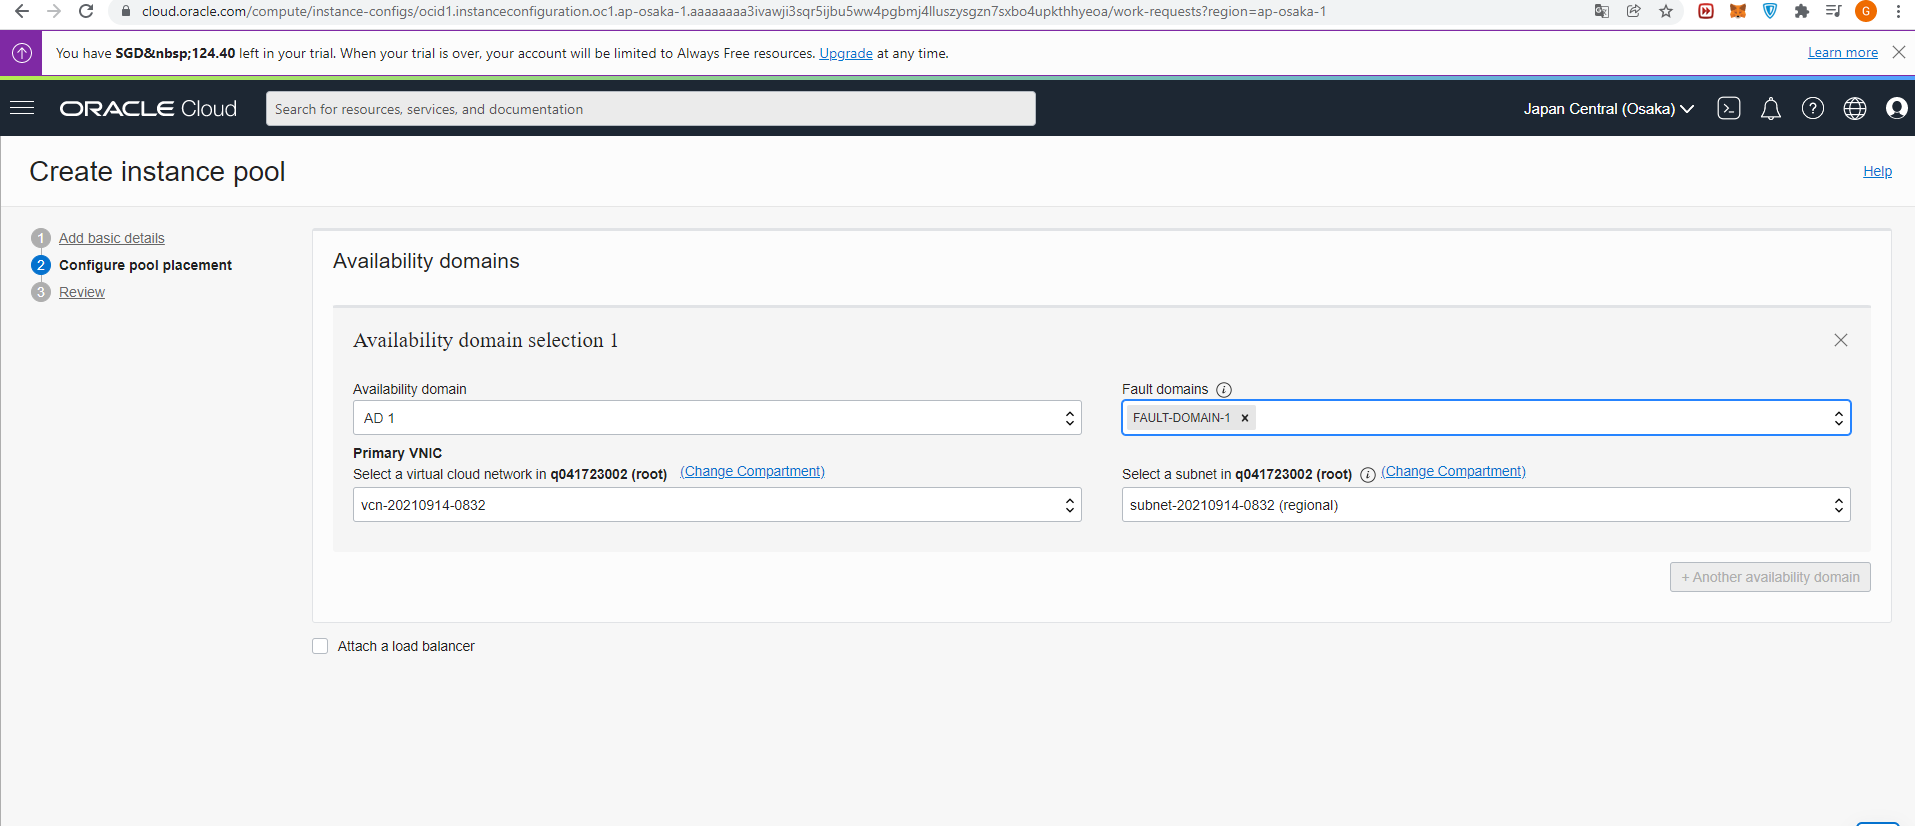 cloud.oracle.com/compute/instance-configs/ocid1.instanceconfiguration.oc1.ap-osaka-1.aaaaaaaa3ivawji3sqr5ijbu5ww4pgbmj4lluszysgzn7sxbo4upkthhyeoa/work-requests?region=ap-osaka-1
G
You have SGD&nbsp;124.40 left in your trial. When your trial is over, your account will be limited to Always Free resources. Upgrade at any time.
Learn more
ORACLE Cloud
Search for resources, services, and documentation
Japan Central (Osaka)
Create instance pool
Help
1 Add basic details
2 Configure pool placement
3 Review
Availability domains
Availability domain selection 1
Availability domain
AD 1
Fault domains
FAULT-DOMAIN-1
Primary VNIC
Select a virtual cloud network in q041723002 (root) (Change Compartment)
vcn-20210914-0832
Select a subnet in q041723002 (root) (Change Compartment)
subnet-20210914-0832 (regional)
+ Another availability domain
Attach a load balancer